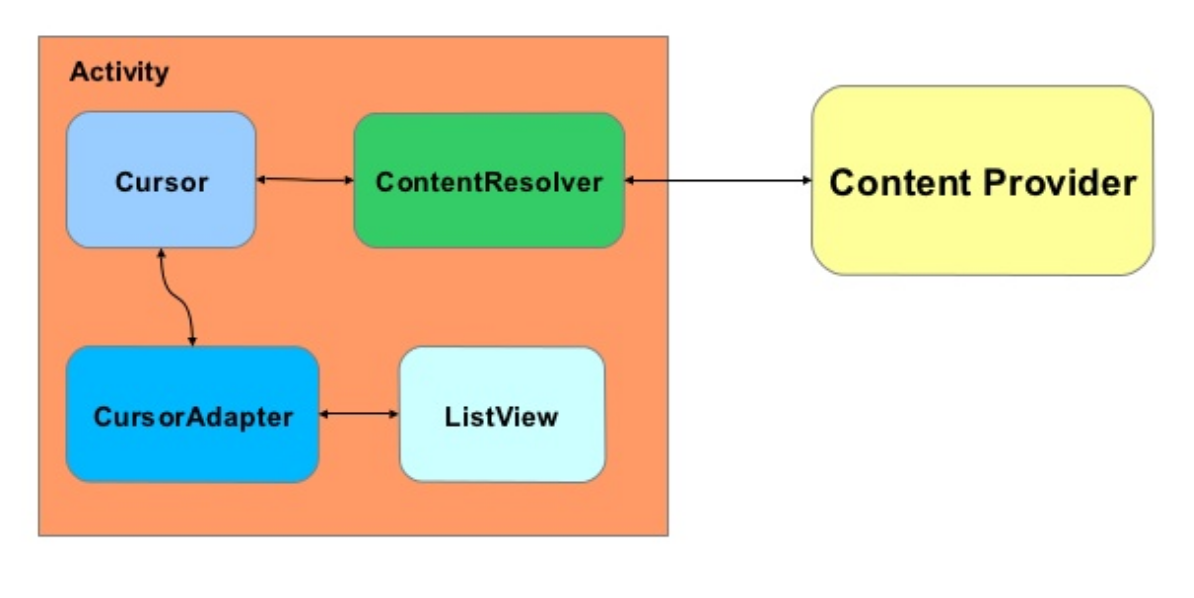 Activity
Cursor
ContentResolver
Content Provider
CursorAdapter
ListView